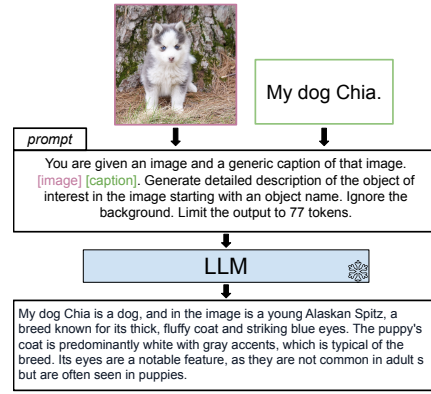 My dog Chia.
prompt
You are given an image and a generic caption of that image.
[image] [caption]. Generate detailed description of the object of
interest in the image starting with an object name. Ignore the
background. Limit the output to 77 tokens.
LLM
My dog Chia is a dog, and in the image is a young Alaskan Spitz, a
breed known for its thick, fluffy coat and striking blue eyes. The puppy's
coat is predominantly white with gray accents, which is typical of the
breed. Its eyes are a notable feature, as they are not common in adult s
but are often seen in puppies.